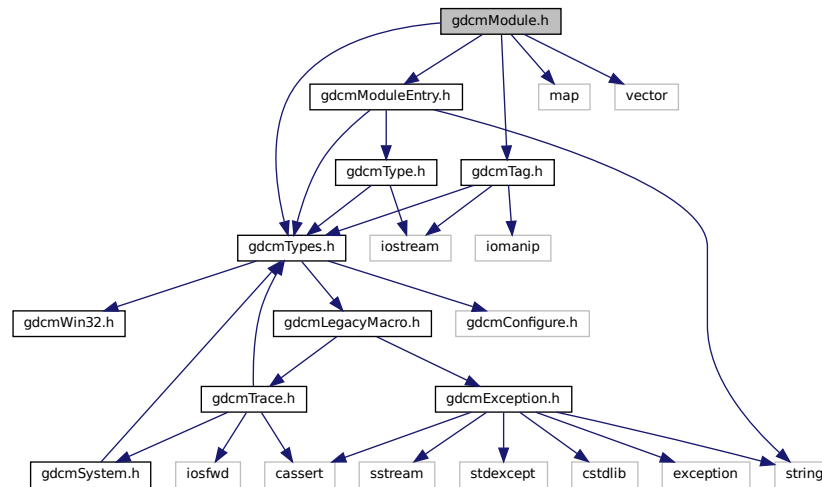 gdcmModule.h
gdcmModuleEntry.h
map
vector
gdcmType.h
gdcmTag.h
gdcmTypes.h
iostream
iomanip
gdcmWin32.h
gdcmLegacyMacro.h
gdcmConfigure.h
gdcmTrace.h
gdcmException.h
gdcmSystem.h
iosfwd
cassert
sstream
stdexcept
cstdlib
exception
string